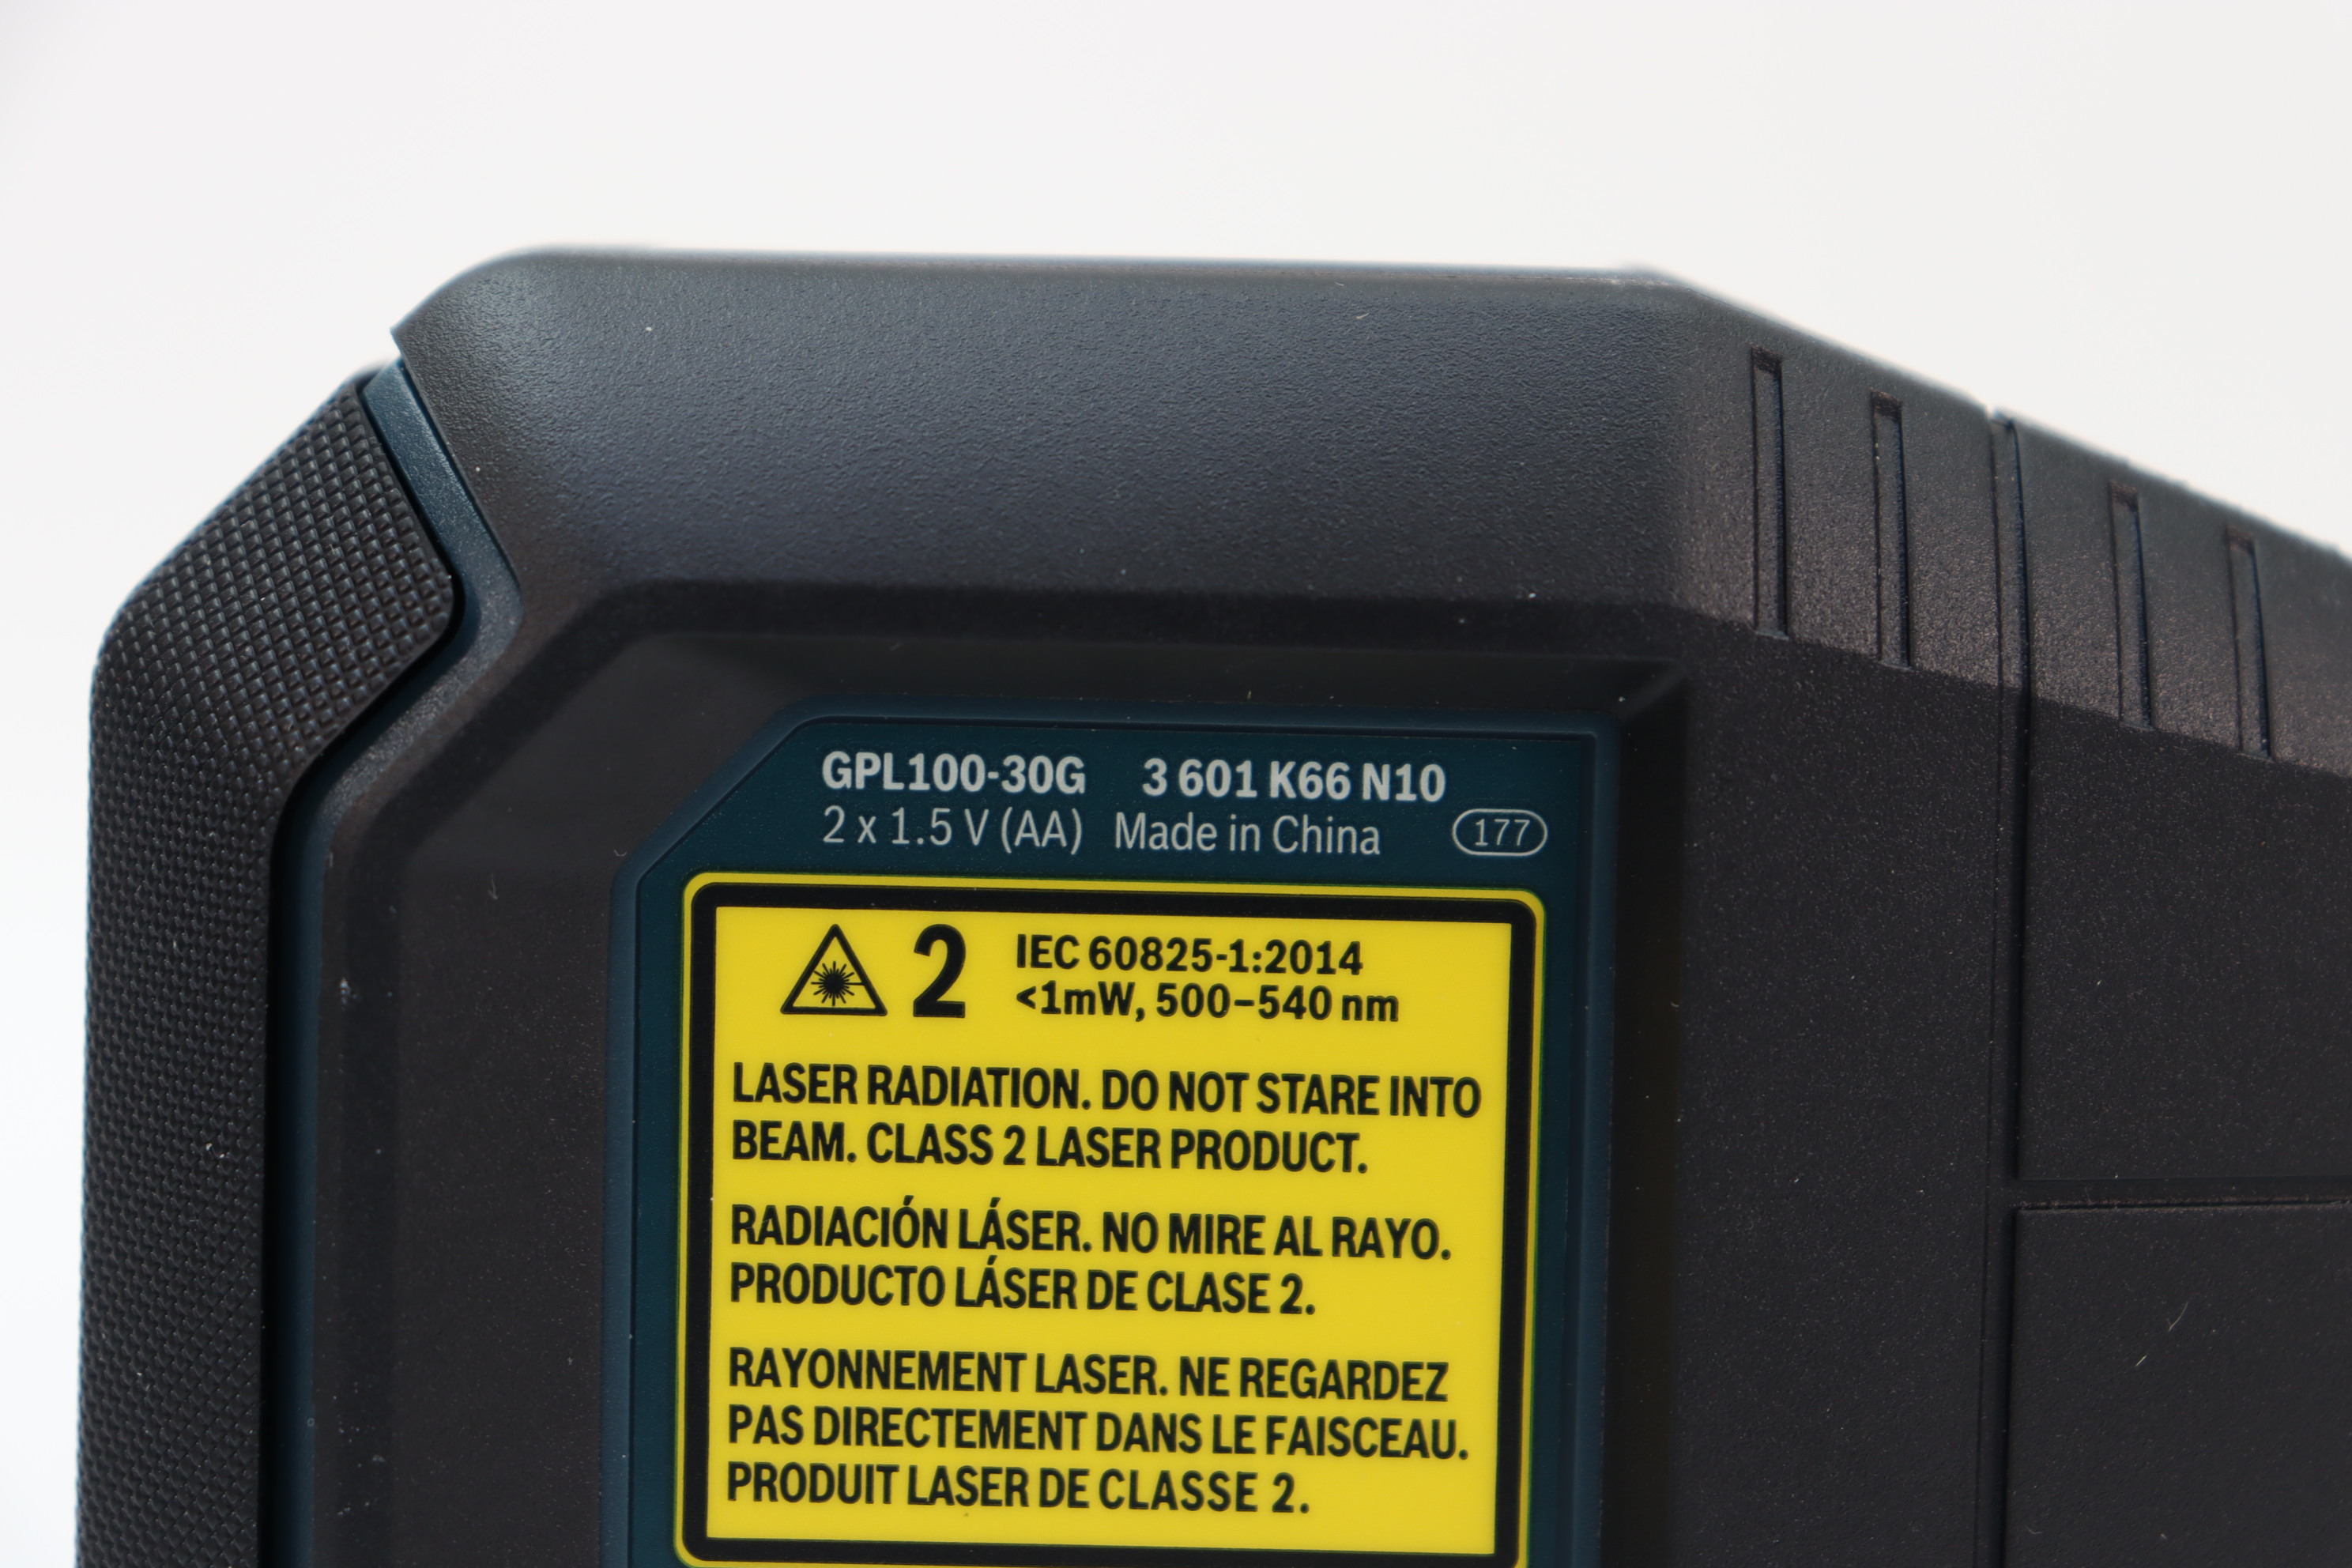 GPL100-30G 3 601 K66 N10
2 x 1.5 V (AA) Made in China 177
2 IEC 60825-1:2014
<1mW, 500–540 nm
LASER RADIATION. DO NOT STARE INTO
BEAM. CLASS 2 LASER PRODUCT.
RADIACIÓN LÁSER. NO MIRE AL RAYO.
PRODUCTO LÁSER DE CLASE 2.
RAYONNEMENT LASER. NE REGARDEZ
PAS DIRECTEMENT DANS LE FAISCEAU.
PRODUIT LASER DE CLASSE 2.